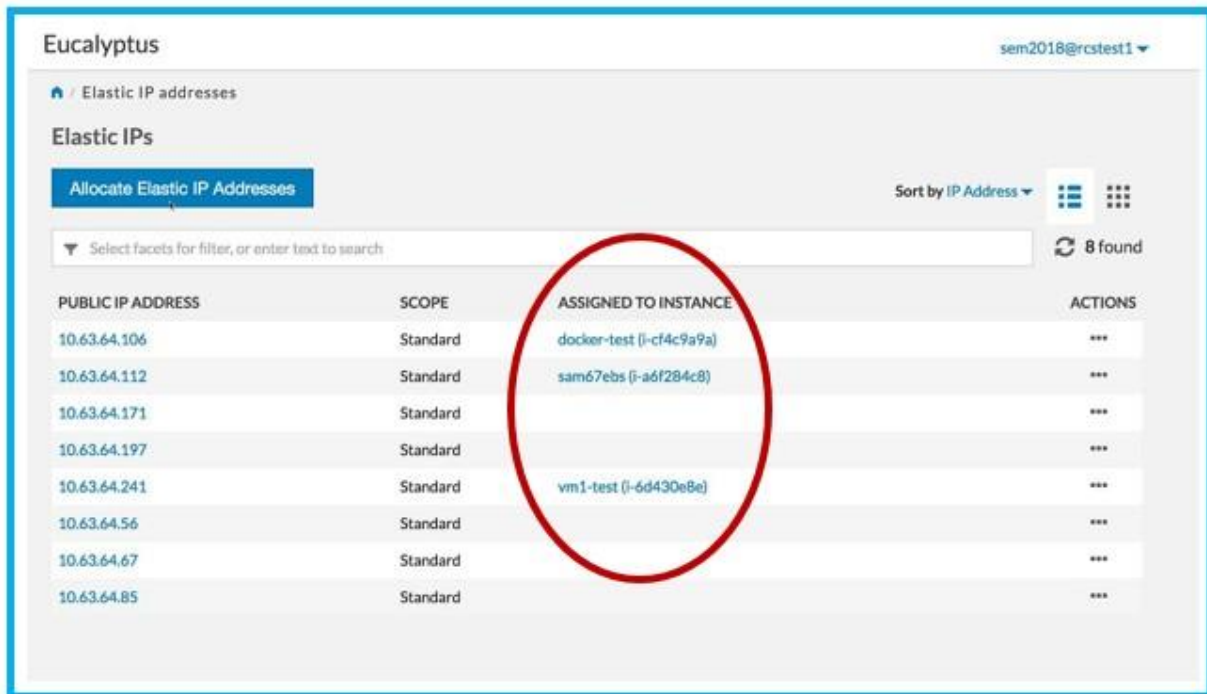 Eucalyptus sem2018@rcstest1
/ Elastic IP addresses
Elastic IPs
Allocate Elastic IP Addresses Sort by IP Address
Select facets for filter, or enter text to search 8 found
PUBLIC IP ADDRESS SCOPE ASSIGNED TO INSTANCE ACTIONS
10.63.64.106 Standard docker-test (i-cf4c9a9a) •••
10.63.64.112 Standard sam67ebs (i-a6f284c8) •••
10.63.64.171 Standard •••
10.63.64.197 Standard •••
10.63.64.241 Standard vm1-test (i-6d430e8e) •••
10.63.64.56 Standard •••
10.63.64.67 Standard •••
10.63.64.85 Standard •••